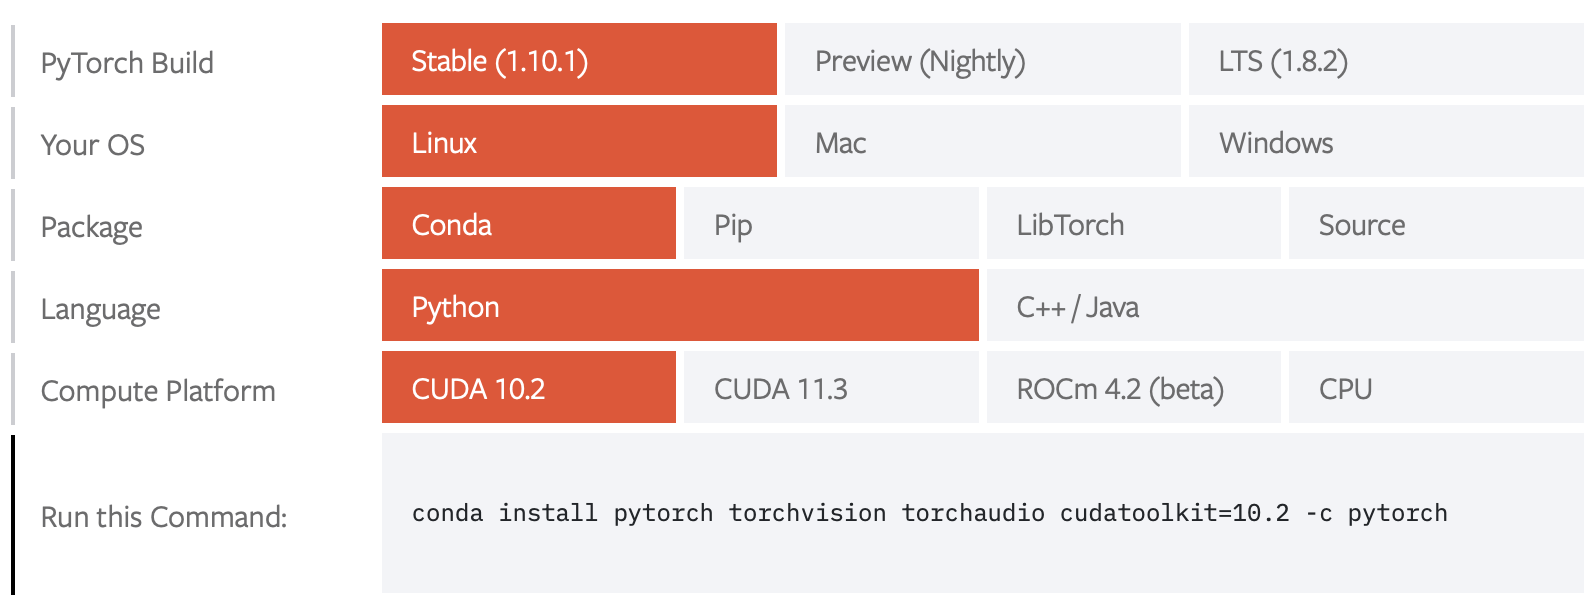 PyTorch Build Stable (1.10.1) Preview (Nightly) LTS (1.8.2)
Your OS Linux Mac Windows
Package Conda Pip LibTorch Source
Language Python C++ / Java
Compute Platform CUDA 10.2 CUDA 11.3 ROCm 4.2 (beta) CPU
Run this Command: conda install pytorch torchvision torchaudio cudatoolkit=10.2 -c pytorch